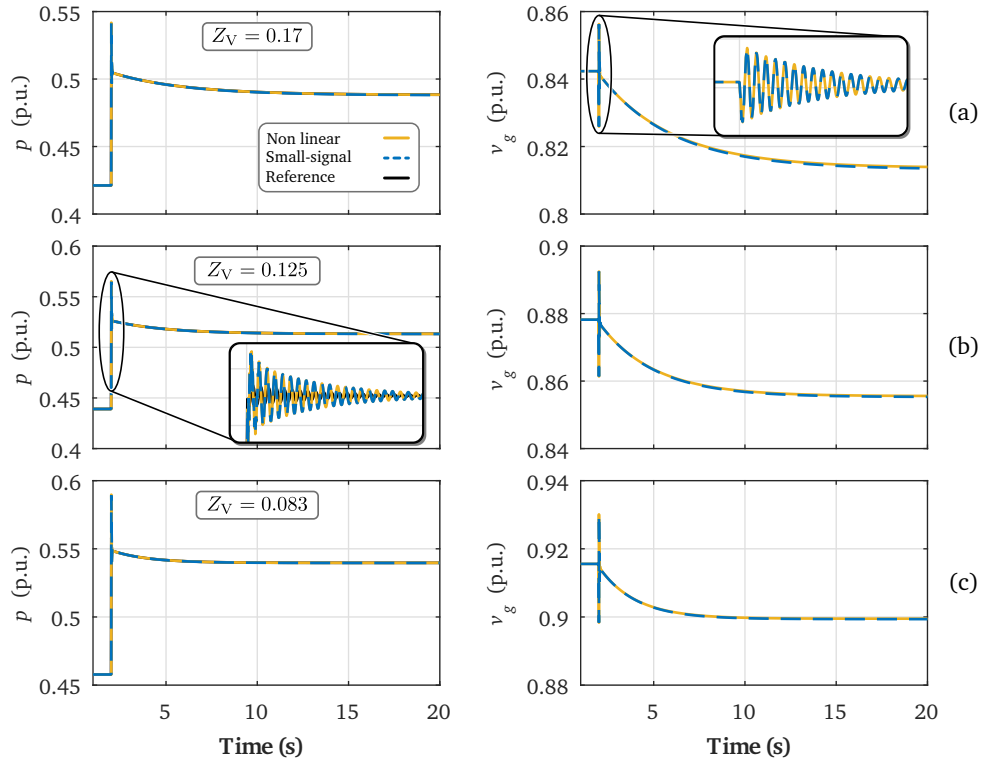 0.55
0.5
0.45
0.4
p (p.u.)
Z_V = 0.17
Non linear
Small-signal
Reference
0.86
0.84
0.82
0.8
v_g (p.u.)
(a)
0.6
0.55
0.5
0.45
0.4
p (p.u.)
Z_V = 0.125
0.9
0.88
0.86
0.84
v_g (p.u.)
(b)
0.6
0.55
0.5
0.45
p (p.u.)
Z_V = 0.083
5 10 15 20
Time (s)
0.94
0.92
0.9
0.88
v_g (p.u.)
(c)
5 10 15 20
Time (s)